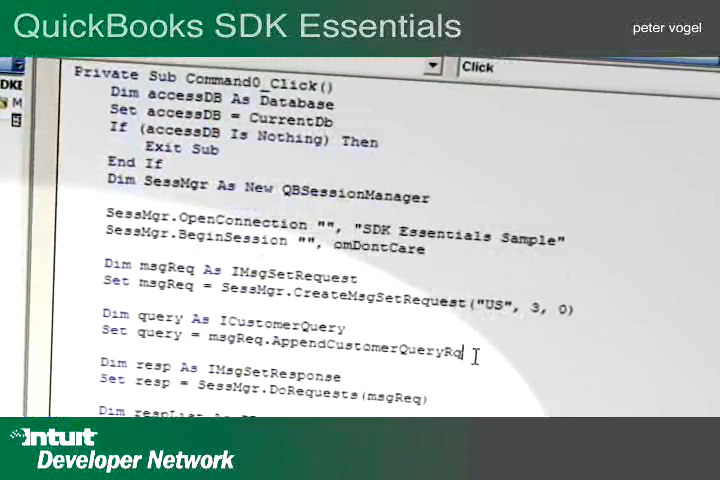 QuickBooks SDK Essentials
peter vogel
Click
Private Sub Command0_Click()
Dim accessDB As Database
Set accessDB = CurrentDb
If (accessDB Is Nothing) Then
Exit Sub
End If
Dim SessMgr As New QBSessionManager
SessMgr.OpenConnection "", "SDK Essentials Sample"
SessMgr.BeginSession "", omDontCare
Dim msgReq As IMsgSetRequest
Set msgReq = SessMgr.CreateMsgSetRequest("US", 3, 0)
Dim query As ICustomerQuery
Set query = msgReq.AppendCustomerQueryRq
Dim resp As IMsgSetResponse
Set resp = SessMgr.DoRequests(msgReq)
Dim respList As
Intuit
Developer Network